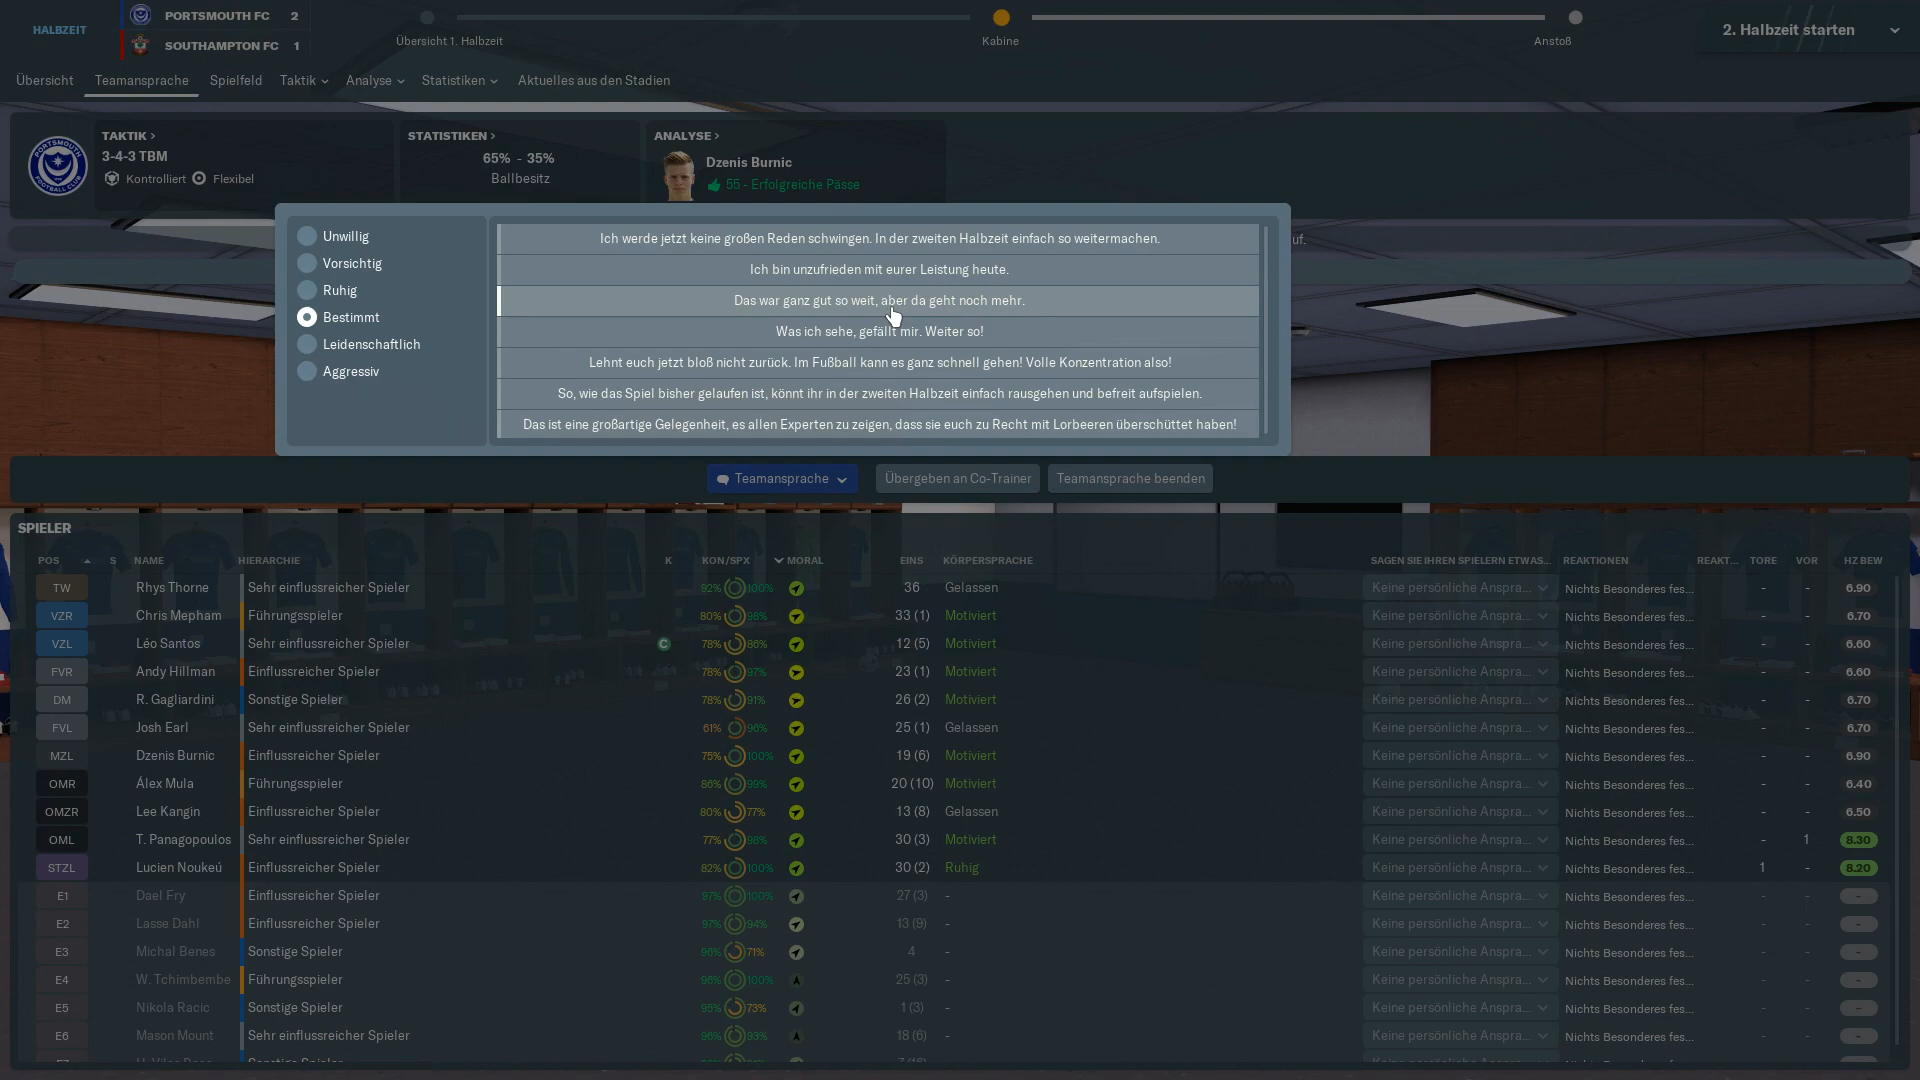 HALBZEIT
PORTSMOUTH FC 2
SOUTHAMPTON FC 1
Übersicht 1. Halbzeit
Kabine
Anstoß
2. Halbzeit starten
Übersicht Teamansprache Spielfeld Taktik Analyse Statistiken Aktuelles aus den Stadien
TAKTIK >
3-4-3 TBM
Kontrolliert Flexibel
STATISTIKEN >
65% - 35%
Ballbesitz
ANALYSE >
Dzenis Burnic
55 - Erfolgreiche Pässe
PORTSMOUTH FOOTBALL CLUB
Unwillig
Vorsichtig
Ruhig
Bestimmt
Leidenschaftlich
Aggressiv
Ich werde jetzt keine großen Reden schwingen. In der zweiten Halbzeit einfach so weitermachen.
Ich bin unzufrieden mit eurer Leistung heute.
Das war ganz gut so weit, aber da geht noch mehr.
Was ich sehe, gefällt mir. Weiter so!
Lehnt euch jetzt bloß nicht zurück. Im Fußball kann es ganz schnell gehen! Volle Konzentration also!
So, wie das Spiel bisher gelaufen ist, könnt ihr in der zweiten Halbzeit einfach rausgehen und befreit aufspielen.
Das ist eine großartige Gelegenheit, es allen Experten zu zeigen, dass sie euch zu Recht mit Lorbeeren überschüttet haben!
uf.
Teamansprache Übergeben an Co-Trainer Teamansprache beenden
SPIELER
POS S NAME HIERARCHIE K KON/SPX MORAL EINS KÖRPERSPRACHE SAGEN SIE IHREN SPIELERN ETWAS... REAKTIONEN REAKT... TORE VOR HZ BEW
TW Rhys Thorne Sehr einflussreicher Spieler 92% 100% 36 Gelassen Keine persönliche Anspra... Nichts Besonderes fes... - - 6.90
VZR Chris Mepham Führungsspieler 80% 98% 33 (1) Motiviert Keine persönliche Anspra... Nichts Besonderes fes... - - 6.70
VZL Léo Santos Sehr einflussreicher Spieler C 78% 86% 12 (5) Motiviert Keine persönliche Anspra... Nichts Besonderes fes... - - 6.60
FVR Andy Hillman Einflussreicher Spieler 78% 97% 23 (1) Motiviert Keine persönliche Anspra... Nichts Besonderes fes... - - 6.60
DM R. Gagliardini Sonstige Spieler 78% 91% 26 (2) Motiviert Keine persönliche Anspra... Nichts Besonderes fes... - - 6.70
FVL Josh Earl Sehr einflussreicher Spieler 61% 96% 25 (1) Gelassen Keine persönliche Anspra... Nichts Besonderes fes... - - 6.70
MZL Dzenis Burnic Einflussreicher Spieler 75% 100% 19 (6) Motiviert Keine persönliche Anspra... Nichts Besonderes fes... - - 6.90
OMR Álex Mula Führungsspieler 86% 99% 20 (10) Motiviert Keine persönliche Anspra... Nichts Besonderes fes... - - 6.40
OMZR Lee Kangin Einflussreicher Spieler 80% 77% 13 (8) Gelassen Keine persönliche Anspra... Nichts Besonderes fes... - - 6.50
OML T. Panagopoulos Sehr einflussreicher Spieler 77% 98% 30 (3) Motiviert Keine persönliche Anspra... Nichts Besonderes fes... - 1 8.30
STZL Lucien Noukeú Einflussreicher Spieler 82% 100% 30 (2) Ruhig Keine persönliche Anspra... Nichts Besonderes fes... 1 - 8.20
E1 Dael Fry Einflussreicher Spieler 97% 100% 27 (3) - Keine persönliche Anspra... Nichts Besonderes fes... - - -
E2 Lasse Dahl Einflussreicher Spieler 97% 94% 13 (9) - Keine persönliche Anspra... Nichts Besonderes fes... - - -
E3 Michal Benes Sonstige Spieler 96% 71% 4 - Keine persönliche Anspra... Nichts Besonderes fes... - - -
E4 W. Tchimbembe Führungsspieler 96% 100% 25 (3) - Keine persönliche Anspra... Nichts Besonderes fes... - - -
E5 Nikola Racic Sonstige Spieler 95% 73% 1 (3) - Keine persönliche Anspra... Nichts Besonderes fes... - - -
E6 Mason Mount Sehr einflussreicher Spieler 96% 93% 18 (6) - Keine persönliche Anspra... Nichts Besonderes fes... - - -